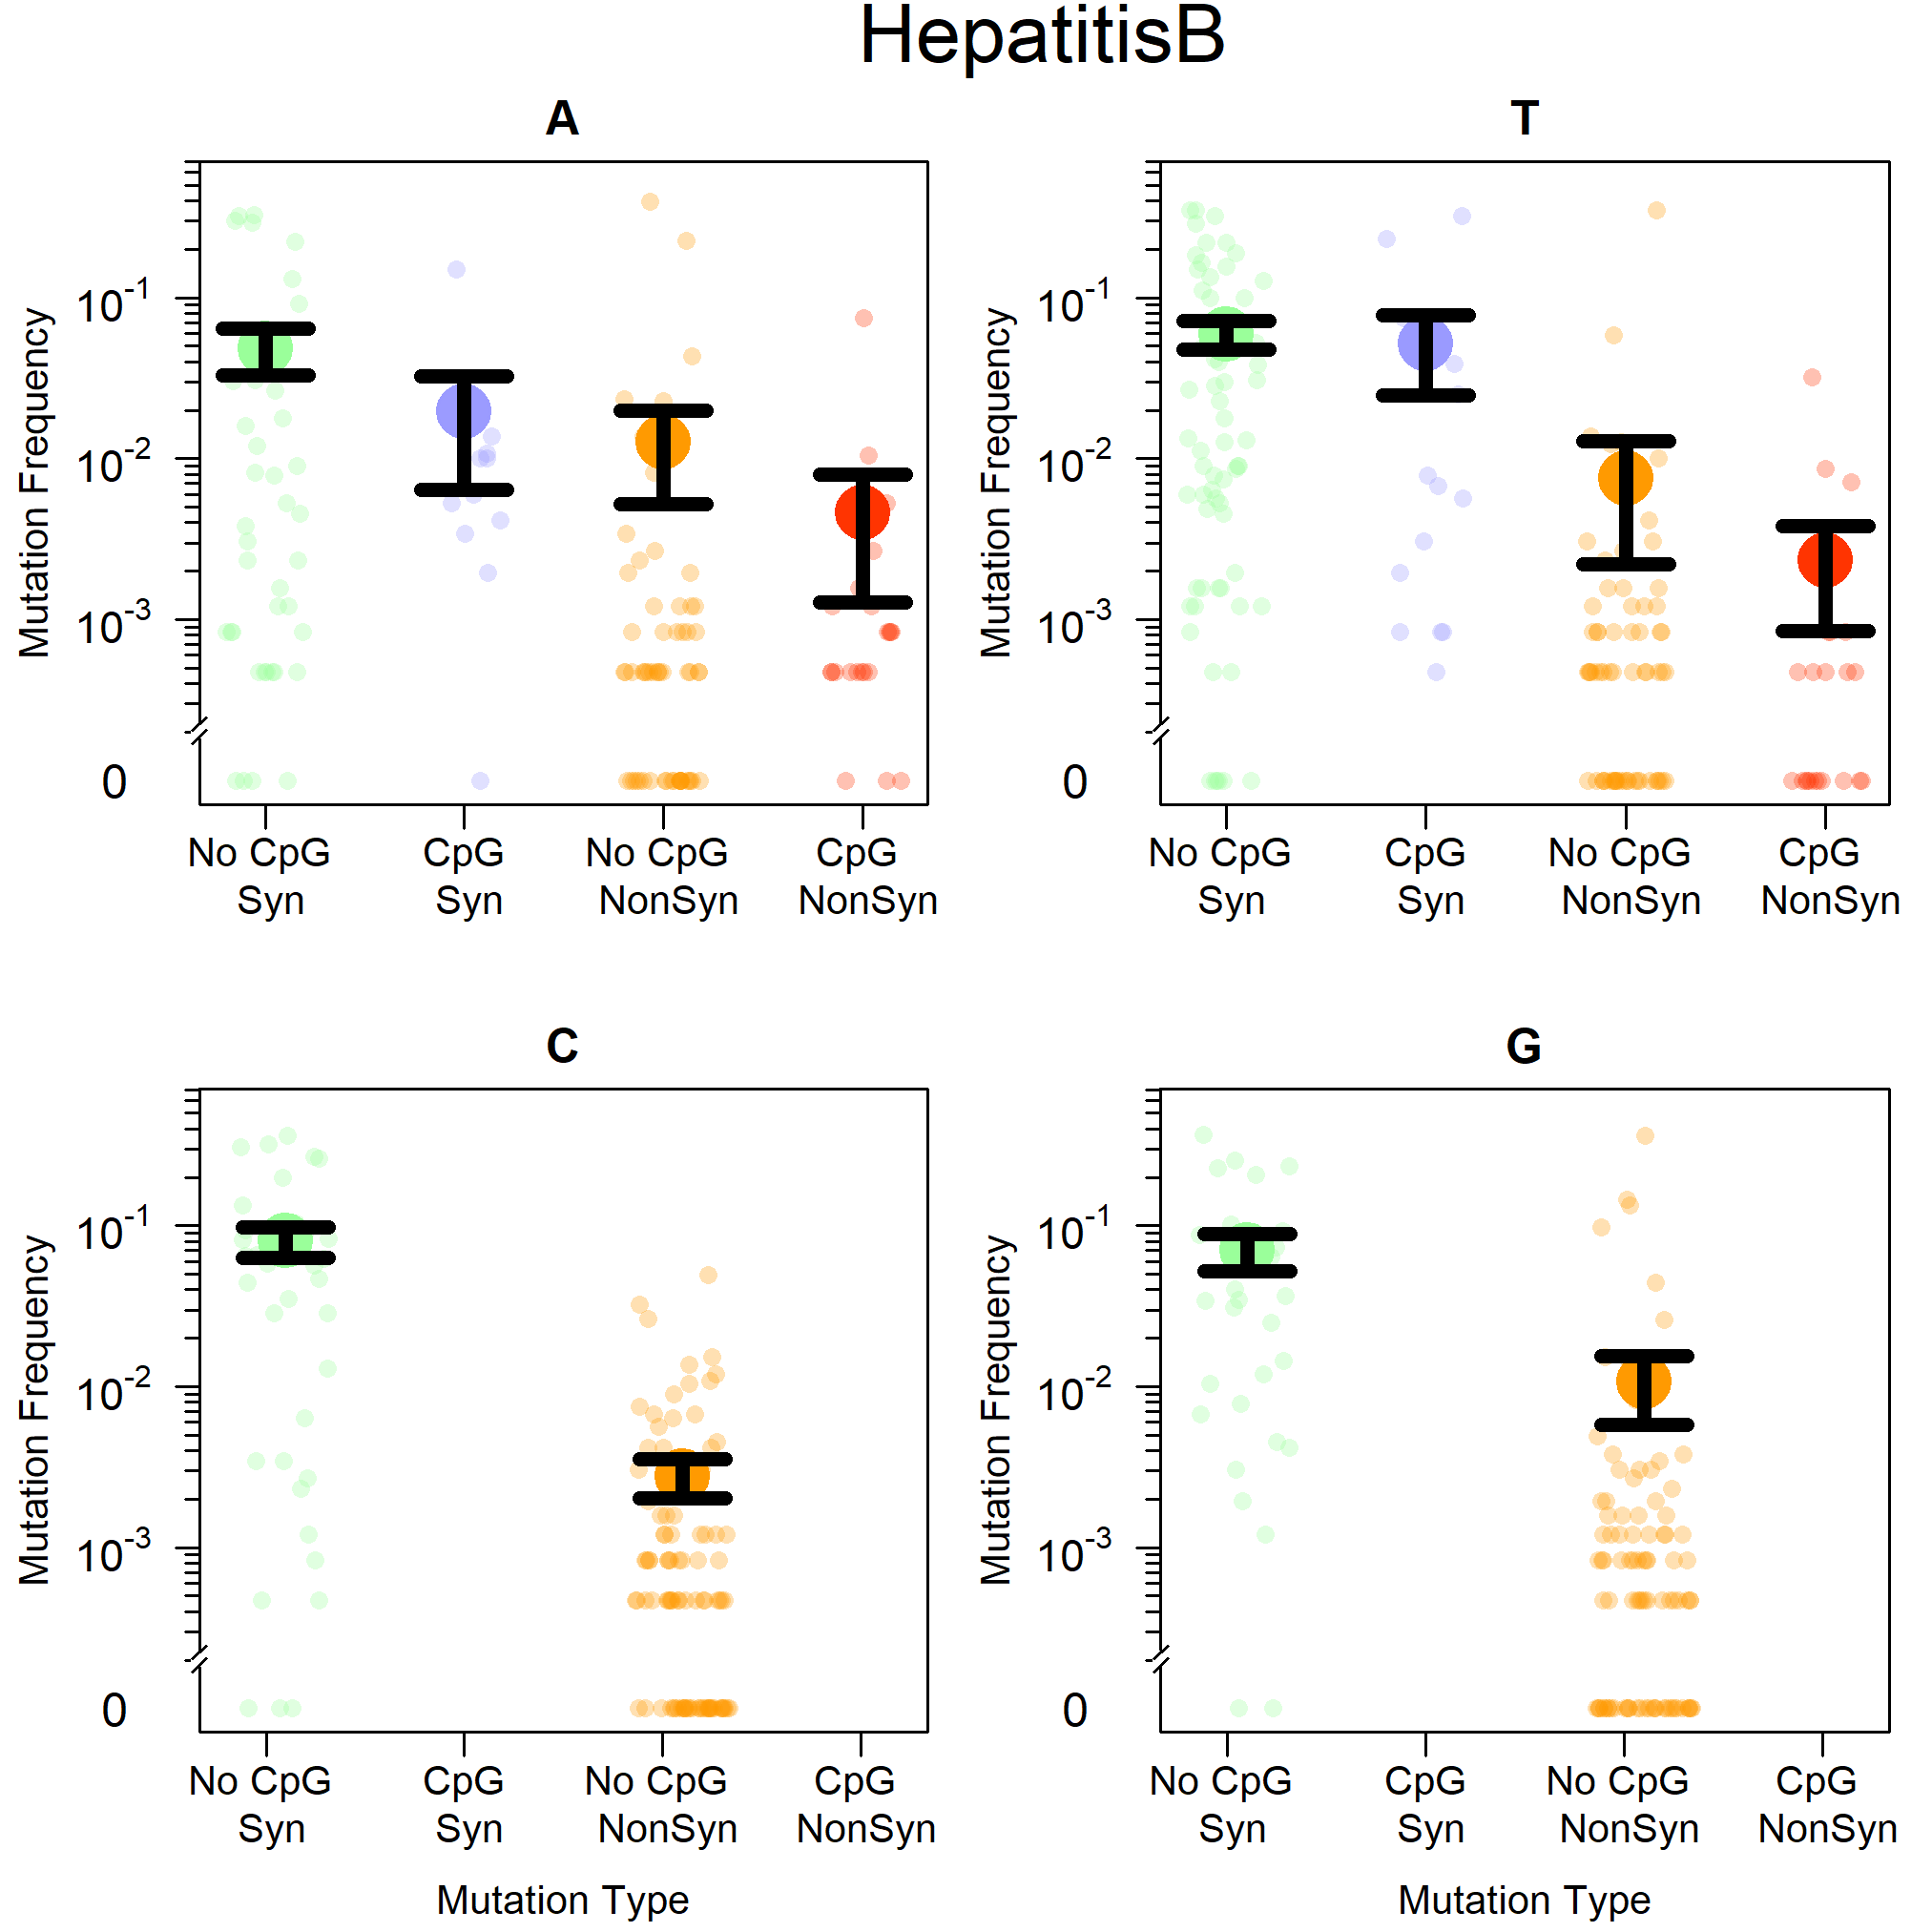 HepatitisB
A
Mutation Frequency
10-1
10-2
10-3
0
No CpG CpG No CpG CpG
Syn Syn NonSyn NonSyn
T
Mutation Frequency
10-1
10-2
10-3
0
No CpG CpG No CpG CpG
Syn Syn NonSyn NonSyn
C
Mutation Frequency
10-1
10-2
10-3
0
No CpG CpG No CpG CpG
Syn Syn NonSyn NonSyn
Mutation Type
G
Mutation Frequency
10-1
10-2
10-3
0
No CpG CpG No CpG CpG
Syn Syn NonSyn NonSyn
Mutation Type